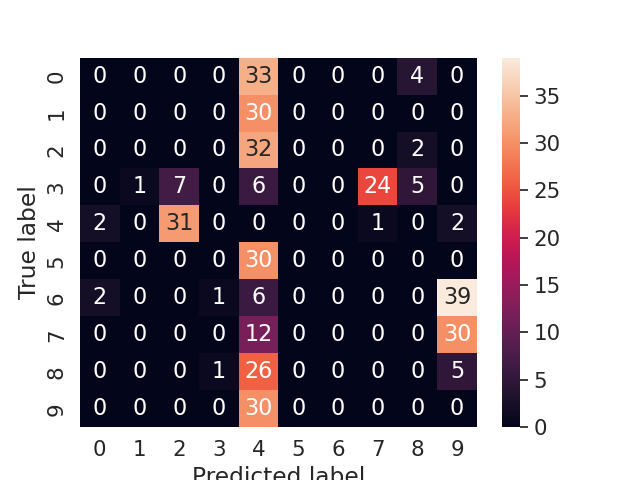 0 0 0 0 0 33 0 0 0 4 0
1 0 0 0 0 30 0 0 0 0 0
2 0 0 0 0 32 0 0 0 2 0
3 0 1 7 0 6 0 0 24 5 0
4 2 0 31 0 0 0 0 1 0 2
5 0 0 0 0 30 0 0 0 0 0
6 2 0 0 1 6 0 0 0 0 39
7 0 0 0 0 12 0 0 0 0 30
8 0 0 0 1 26 0 0 0 0 5
9 0 0 0 0 30 0 0 0 0 0
0 1 2 3 4 5 6 7 8 9
Predicted label
True label
35
30
25
20
15
10
5
0